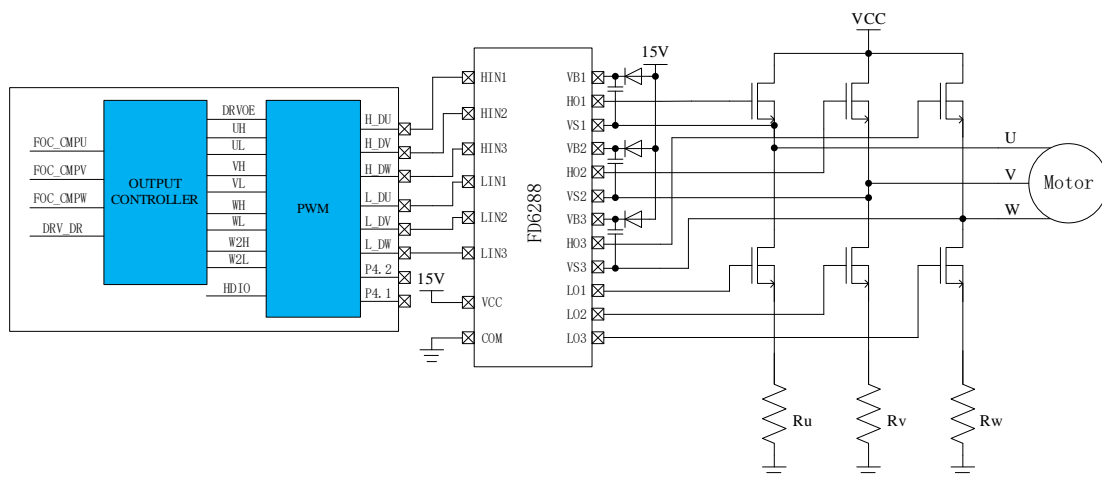 FOC_CMPU
FOC_CMPV
FOC_CMPW
DRV_DR
OUTPUT
CONTROLLER
DRVOE
UH
UL
VH
VL
WH
WL
W2H
W2L
HDIO
PWM
H_DU
H_DV
H_DW
L_DU
L_DV
L_DW
P4.2
P4.1
15V
HIN1
HIN2
HIN3
LIN1
LIN2
LIN3
VCC
COM
FD6288
VB1
HO1
VS1
VB2
HO2
VS2
VB3
HO3
VS3
LO1
LO2
LO3
15V
VCC
U
V
W
Motor
Ru
Rv
Rw